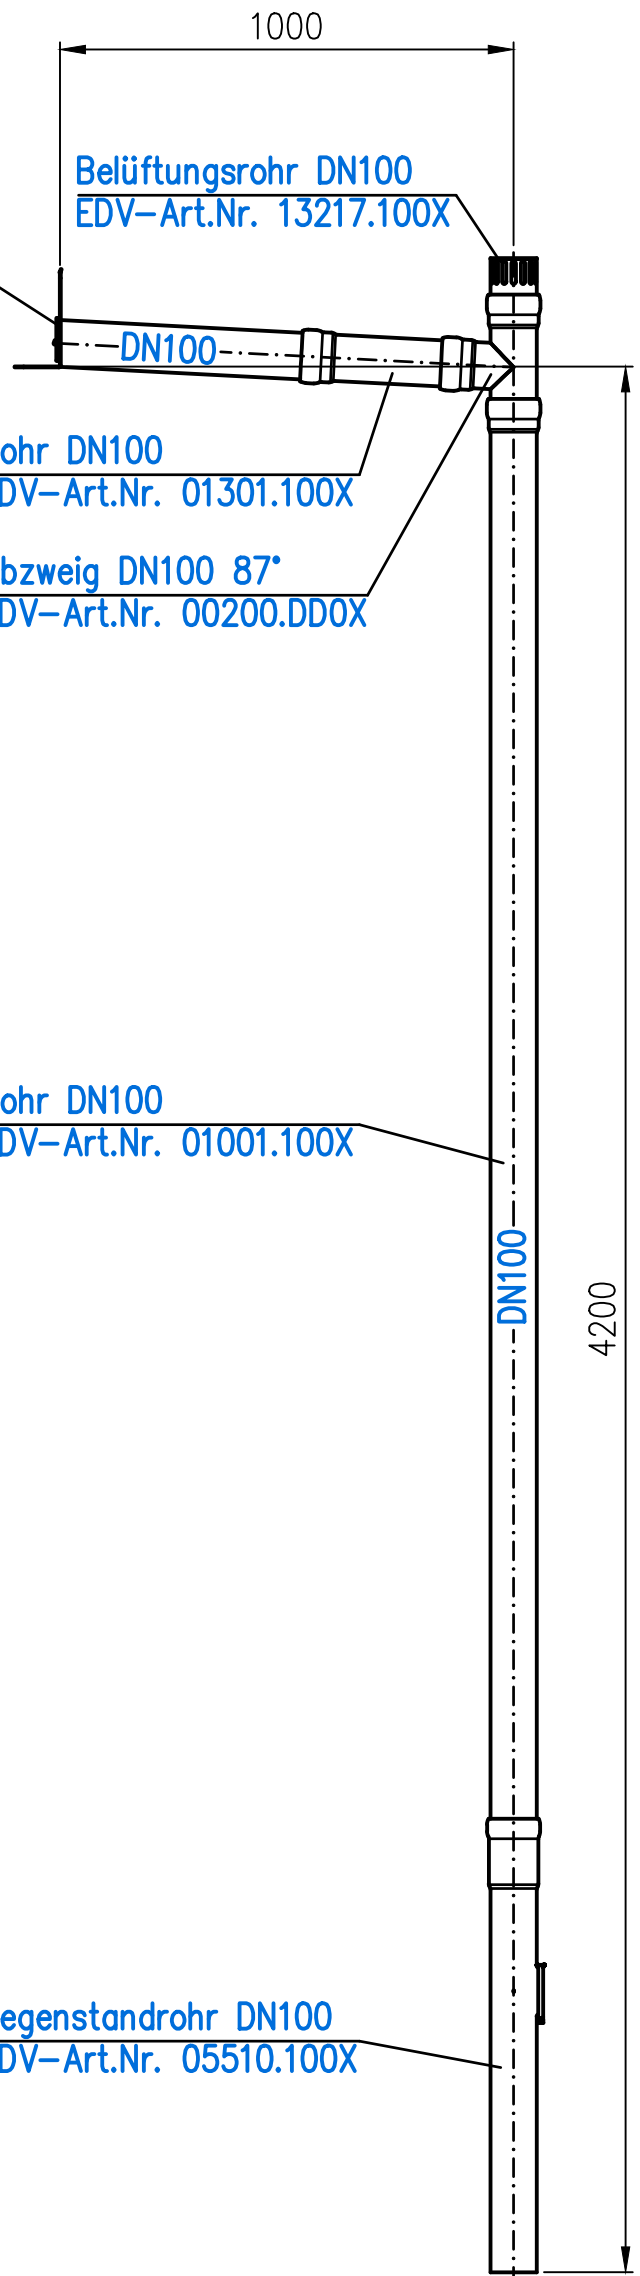 1000
Belüftungsrohr DN100
EDV-Art.Nr. 13217.100X
DN100
ohr DN100
DV-Art.Nr. 01301.100X
bzweig DN100 87°
DV-Art.Nr. 00200.DD0X
ohr DN100
DV-Art.Nr. 01001.100X
DN100
4200
egenstandrohr DN100
DV-Art.Nr. 05510.100X